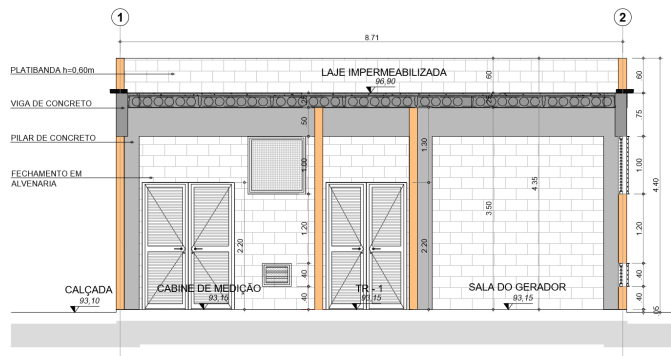 1
2
8.71
PLATIBANDA h=0,60m
LAJE IMPERMEABILIZADA
96,90
60
60
VIGA DE CONCRETO
25
25
50
75
PILAR DE CONCRETO
FECHAMENTO EM
ALVENARIA
1.00
1.30
1.00
4.35
4.40
3.50
2.20
1.20
2.20
1.20
40
40
40
40
CALÇADA
93,10
CABINE DE MEDIÇÃO
93,15
TR - 1
93,15
SALA DO GERADOR
93,15